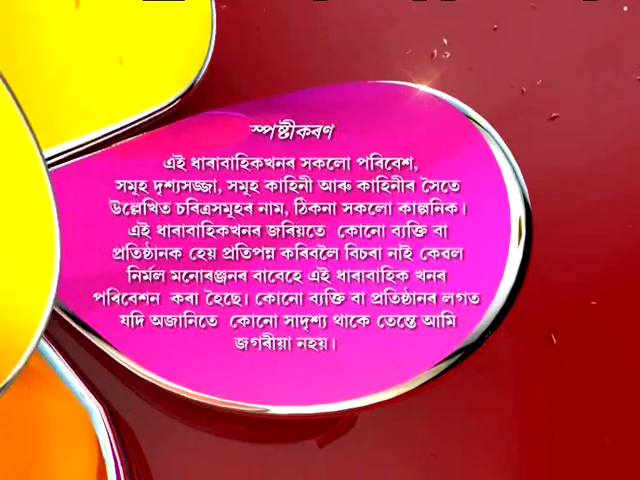 স্পষ্টীকৰণ
এই ধাৰাবাহিকখনৰ সকলো পৰিবেশ,
সমূহ দৃশ্যসজ্জা, সমূহ কাহিনী আৰু কাহিনীৰ সৈতে
উল্লেখিত চৰিত্ৰসমূহৰ নাম, ঠিকনা সকলো কাল্পনিক।
এই ধাৰাবাহিকখনৰ জৰিয়তে কোনো ব্যক্তি বা
প্ৰতিষ্ঠানক হেয় প্ৰতিপন্ন কৰিবলৈ বিচৰা নাই কেৱল
নিৰ্মল মনোৰঞ্জনৰ বাবেহে এই ধাৰাবাহিক খনৰ
পৰিবেশন কৰা হৈছে। কোনো ব্যক্তি বা প্ৰতিষ্ঠানৰ লগত
যদি অজানিতে কোনো সাদৃশ্য থাকে তেন্তে আমি
জগৰীয়া নহয়।